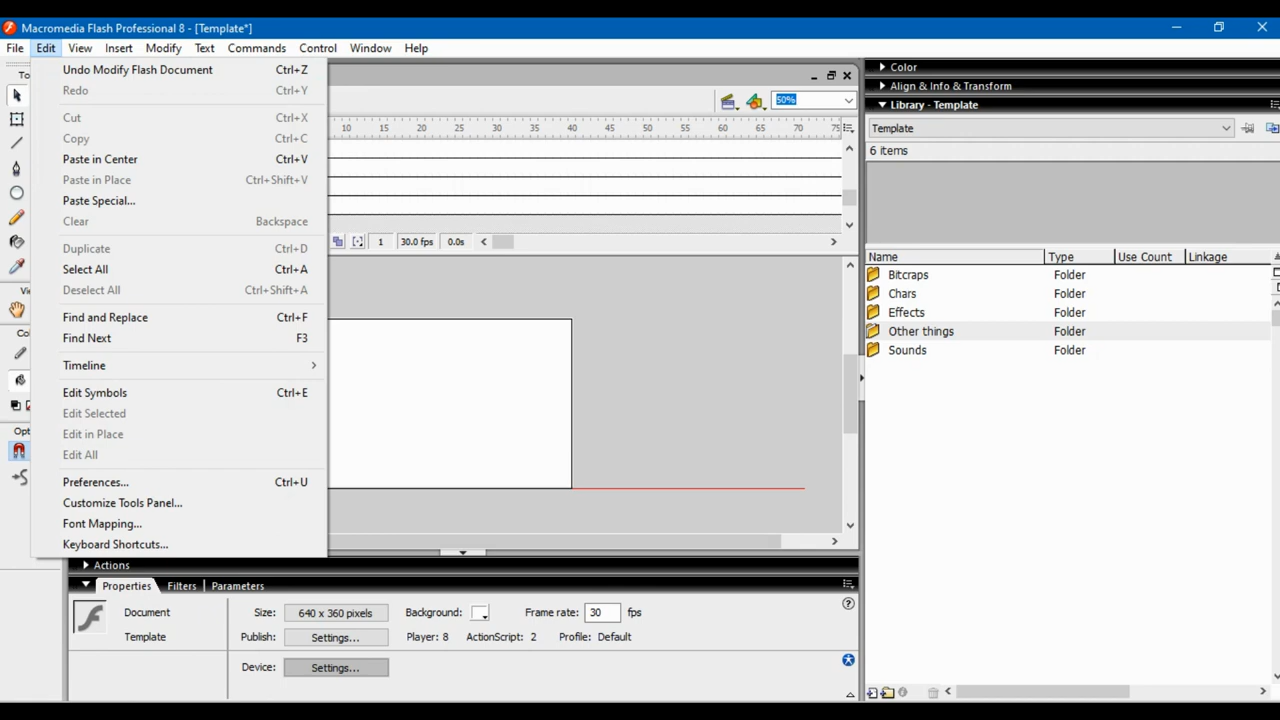 Macromedia Flash Professional 8 - [Template*]
File Edit View Insert Modify Text Commands Control Window Help
Undo Modify Flash Document Ctrl+Z
Redo Ctrl+Y
Cut Ctrl+X
Copy Ctrl+C
Paste in Center Ctrl+V
Paste in Place Ctrl+Shift+V
Paste Special...
Clear Backspace
Duplicate Ctrl+D
Select All Ctrl+A
Deselect All Ctrl+Shift+A
Find and Replace Ctrl+F
Find Next F3
Timeline
Edit Symbols Ctrl+E
Edit Selected
Edit in Place
Edit All
Preferences... Ctrl+U
Customize Tools Panel...
Font Mapping...
Keyboard Shortcuts...
50%
10 15 20 25 30 35 40 45 50 55 60 65 70 75
1 30.0 fps 0.0s
Color
Align & Info & Transform
Library - Template
Template
6 items
Name Type Use Count Linkage
Bitcraps Folder
Chars Folder
Effects Folder
Other things Folder
Sounds Folder
Actions
Properties Filters Parameters
Document Size: 640 x 360 pixels Background: Frame rate: 30 fps
Template Publish: Settings... Player: 8 ActionScript: 2 Profile: Default
Device: Settings...